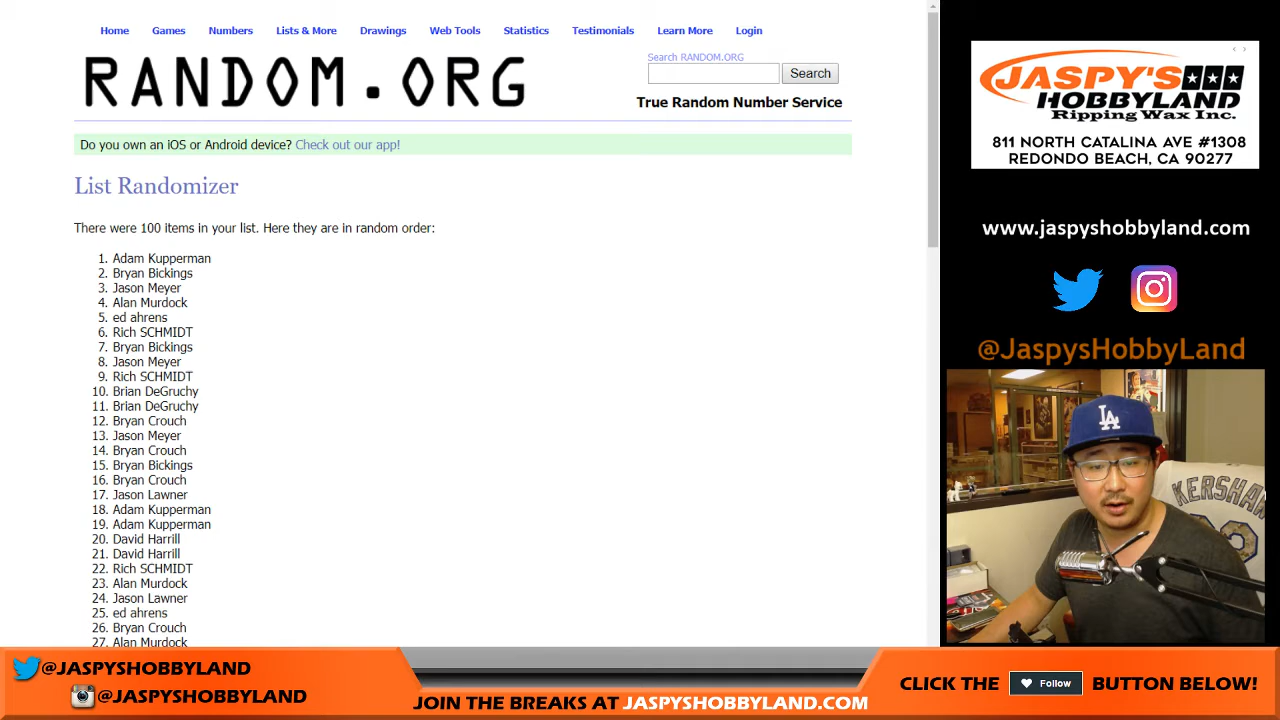 Home Games Numbers Lists & More Drawings Web Tools Statistics Testimonials Learn More Login
RANDOM.ORG
Search RANDOM.ORG
Search
True Random Number Service
Do you own an iOS or Android device? Check out our app!
List Randomizer
There were 100 items in your list. Here they are in random order:
1. Adam Kupperman
2. Bryan Bickings
3. Jason Meyer
4. Alan Murdock
5. ed ahrens
6. Rich SCHMIDT
7. Bryan Bickings
8. Jason Meyer
9. Rich SCHMIDT
10. Brian DeGruchy
11. Brian DeGruchy
12. Bryan Crouch
13. Jason Meyer
14. Bryan Crouch
15. Bryan Bickings
16. Bryan Crouch
17. Jason Lawner
18. Adam Kupperman
19. Adam Kupperman
20. David Harrill
21. David Harrill
22. Rich SCHMIDT
23. Alan Murdock
24. Jason Lawner
25. ed ahrens
26. Bryan Crouch
27. Alan Murdock
JASPY'S
HOBBYLAND
Ripping Wax Inc.
811 NORTH CATALINA AVE #1308
REDONDO BEACH, CA 90277
www.jaspyshobbyland.com
@JaspysHobbyLand
LA
KERSHAW
@JASPYSHOBBYLAND
@JASPYSHOBBYLAND
JOIN THE BREAKS AT JASPYSHOBBYLAND.COM
CLICK THE Follow BUTTON BELOW!